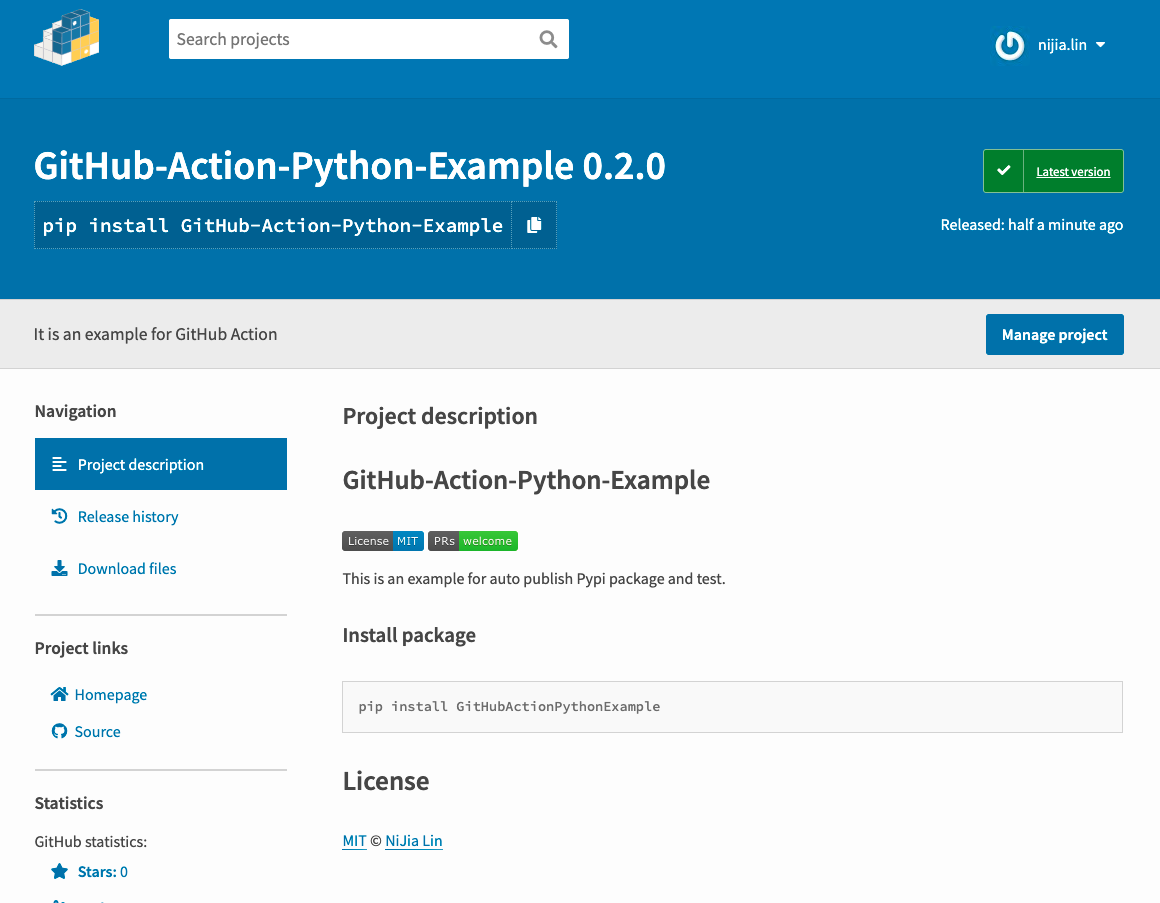 Search projects
nijia.lin
GitHub-Action-Python-Example 0.2.0
Latest version
pip install GitHub-Action-Python-Example
Released: half a minute ago
It is an example for GitHub Action
Manage project
Navigation
Project description
Release history
Download files
Project links
Homepage
Source
Statistics
GitHub statistics:
Stars: 0
Project description
GitHub-Action-Python-Example
License MIT PRs welcome
This is an example for auto publish Pypi package and test.
Install package
pip install GitHubActionPythonExample
License
MIT © NiJia Lin